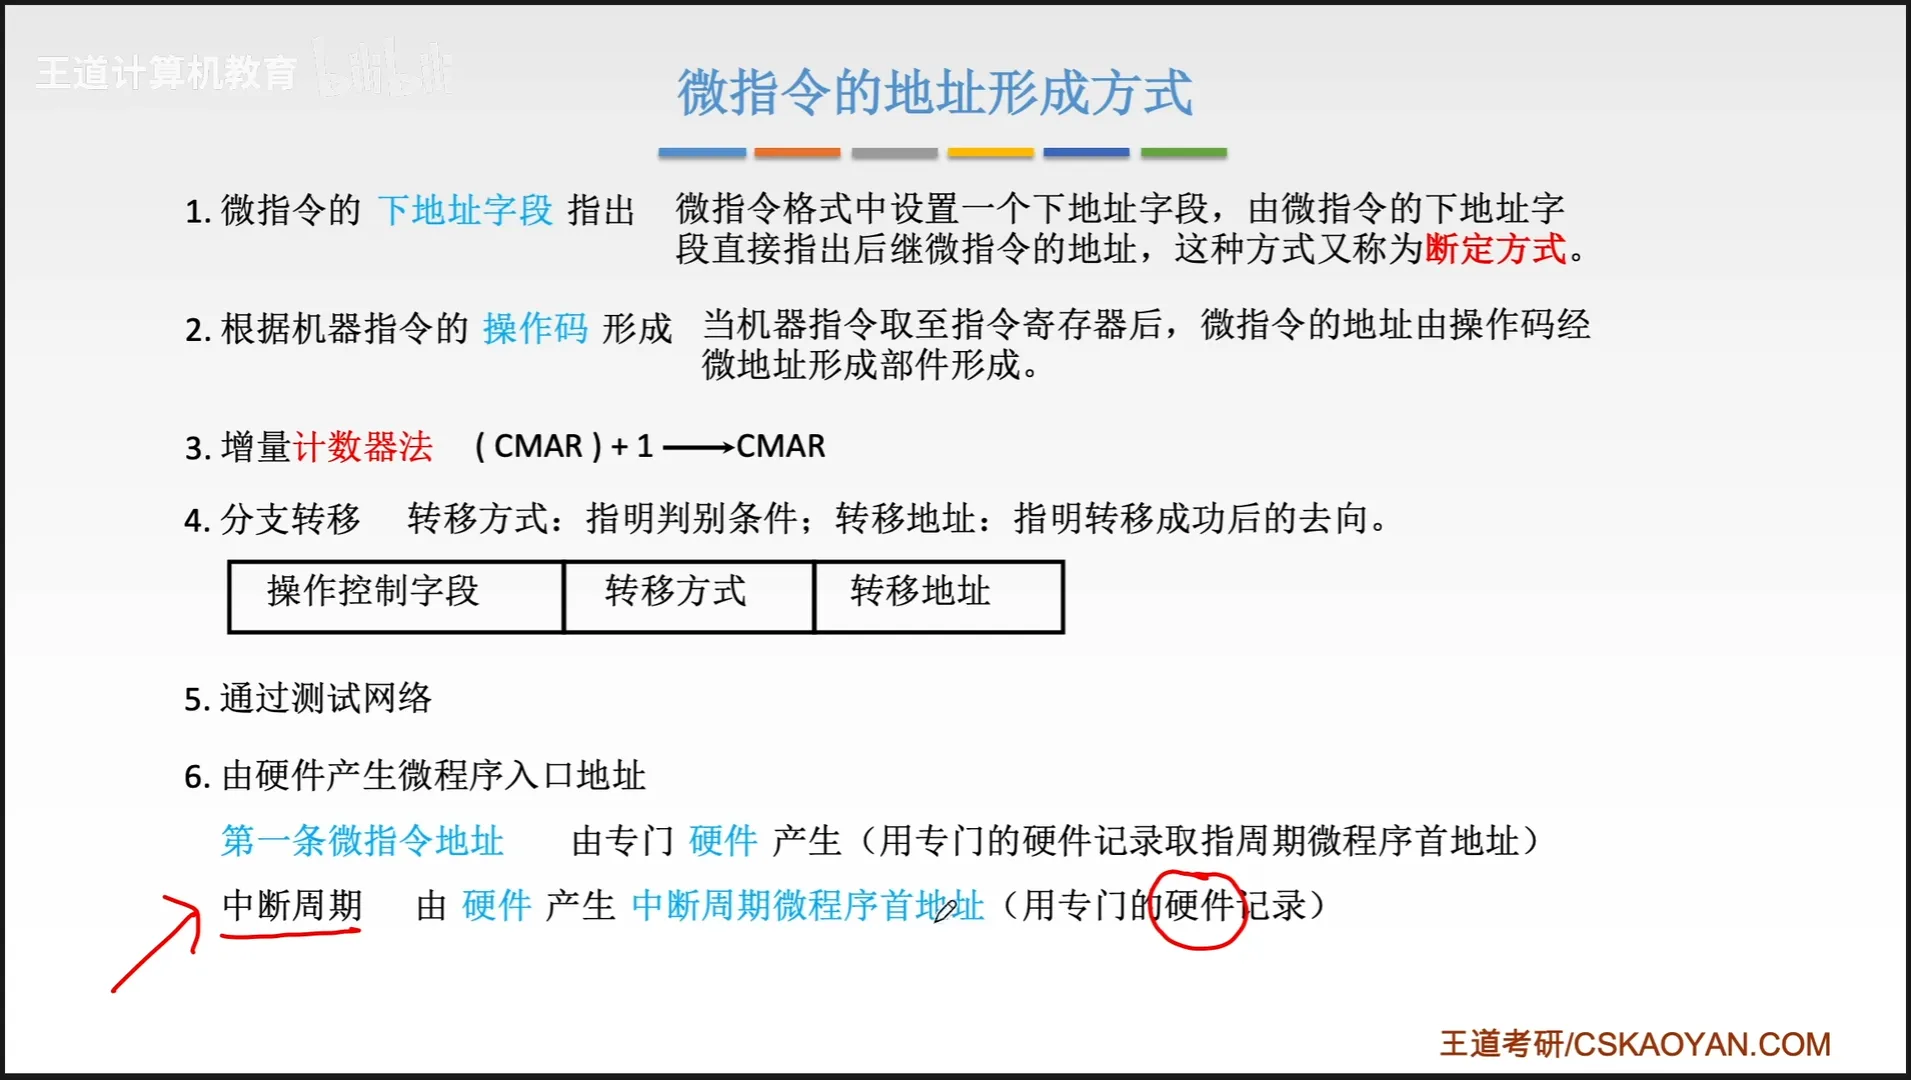 王道计算机教育 bilibili
微指令的地址形成方式
1. 微指令的 下地址字段 指出 微指令格式中设置一个下地址字段，由微指令的下地址字
段直接指出后继微指令的地址，这种方式又称为断定方式。
2. 根据机器指令的 操作码 形成 当机器指令取至指令寄存器后，微指令的地址由操作码经
微地址形成部件形成。
3. 增量计数器法 ( CMAR ) + 1 ⟶CMAR
4. 分支转移 转移方式：指明判别条件；转移地址：指明转移成功后的去向。
操作控制字段 转移方式 转移地址
5. 通过测试网络
6. 由硬件产生微程序入口地址
第一条微指令地址 由专门 硬件 产生（用专门的硬件记录取指周期微程序首地址）
中断周期 由 硬件 产生 中断周期微程序首地址（用专门的硬件记录）
王道考研/CSKAOYAN.COM